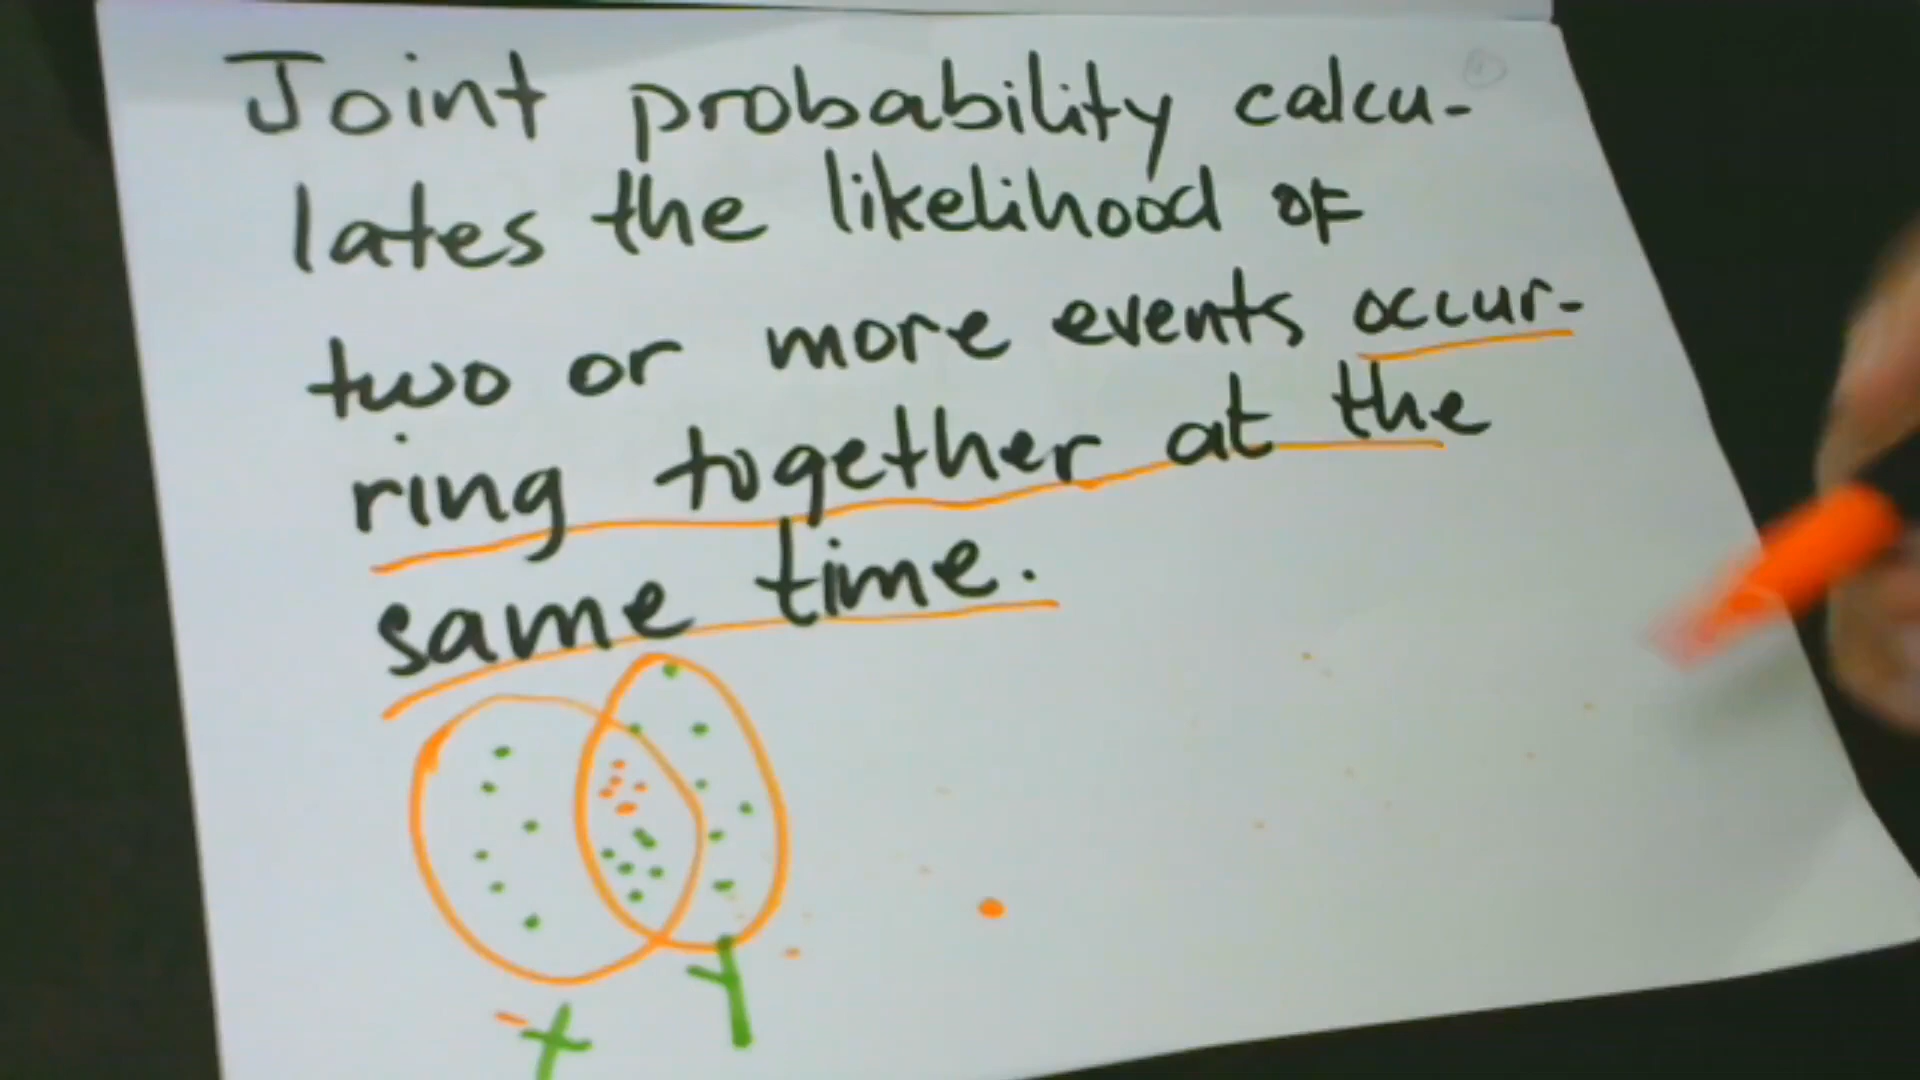 Joint probability calcu-
lates the likelihood of
two or more events occur-
ring together at the
same time.
X
Y